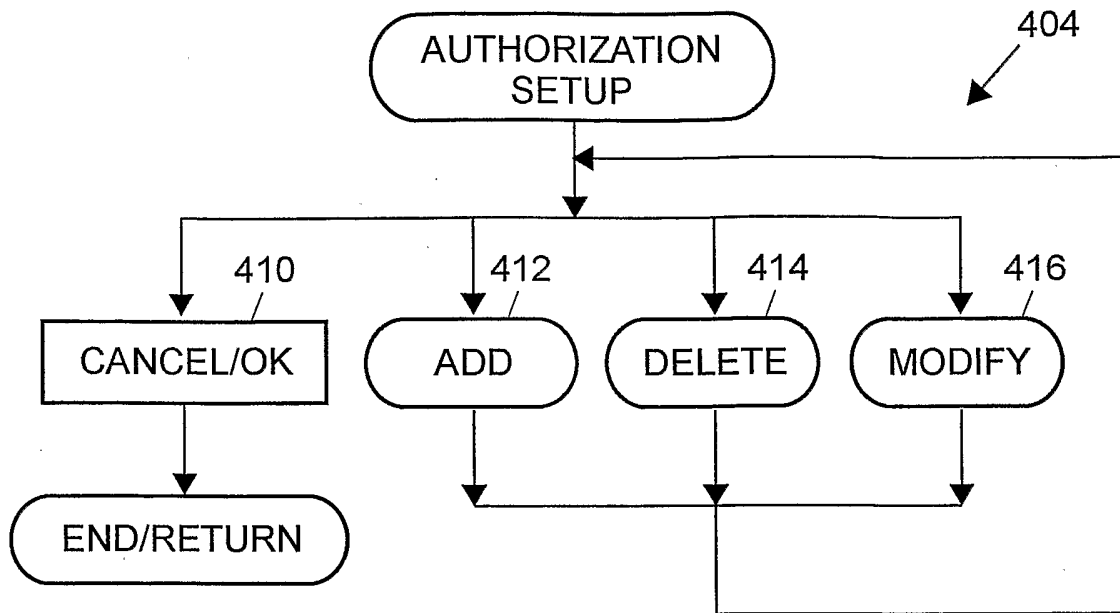 AUTHORIZATION
SETUP
404
410
412
414
416
CANCEL/OK
ADD
DELETE
MODIFY
END/RETURN